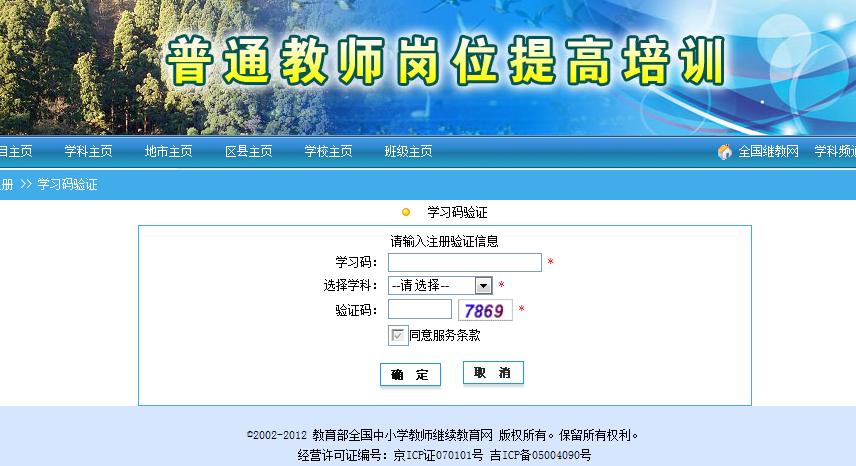 普通教师岗位提高培训
目主页 学科主页 地市主页 区县主页 学校主页 班级主页 全国继教网 学科频道
册 >> 学习码验证
学习码验证
请输入注册验证信息
学习码： *
选择学科： --请选择-- *
验证码： 7869 *
同意服务条款
确 定 取 消
©2002-2012 教育部全国中小学教师继续教育网 版权所有。保留所有权利。
经营许可证编号：京ICP证070101号 吉ICP备05004090号